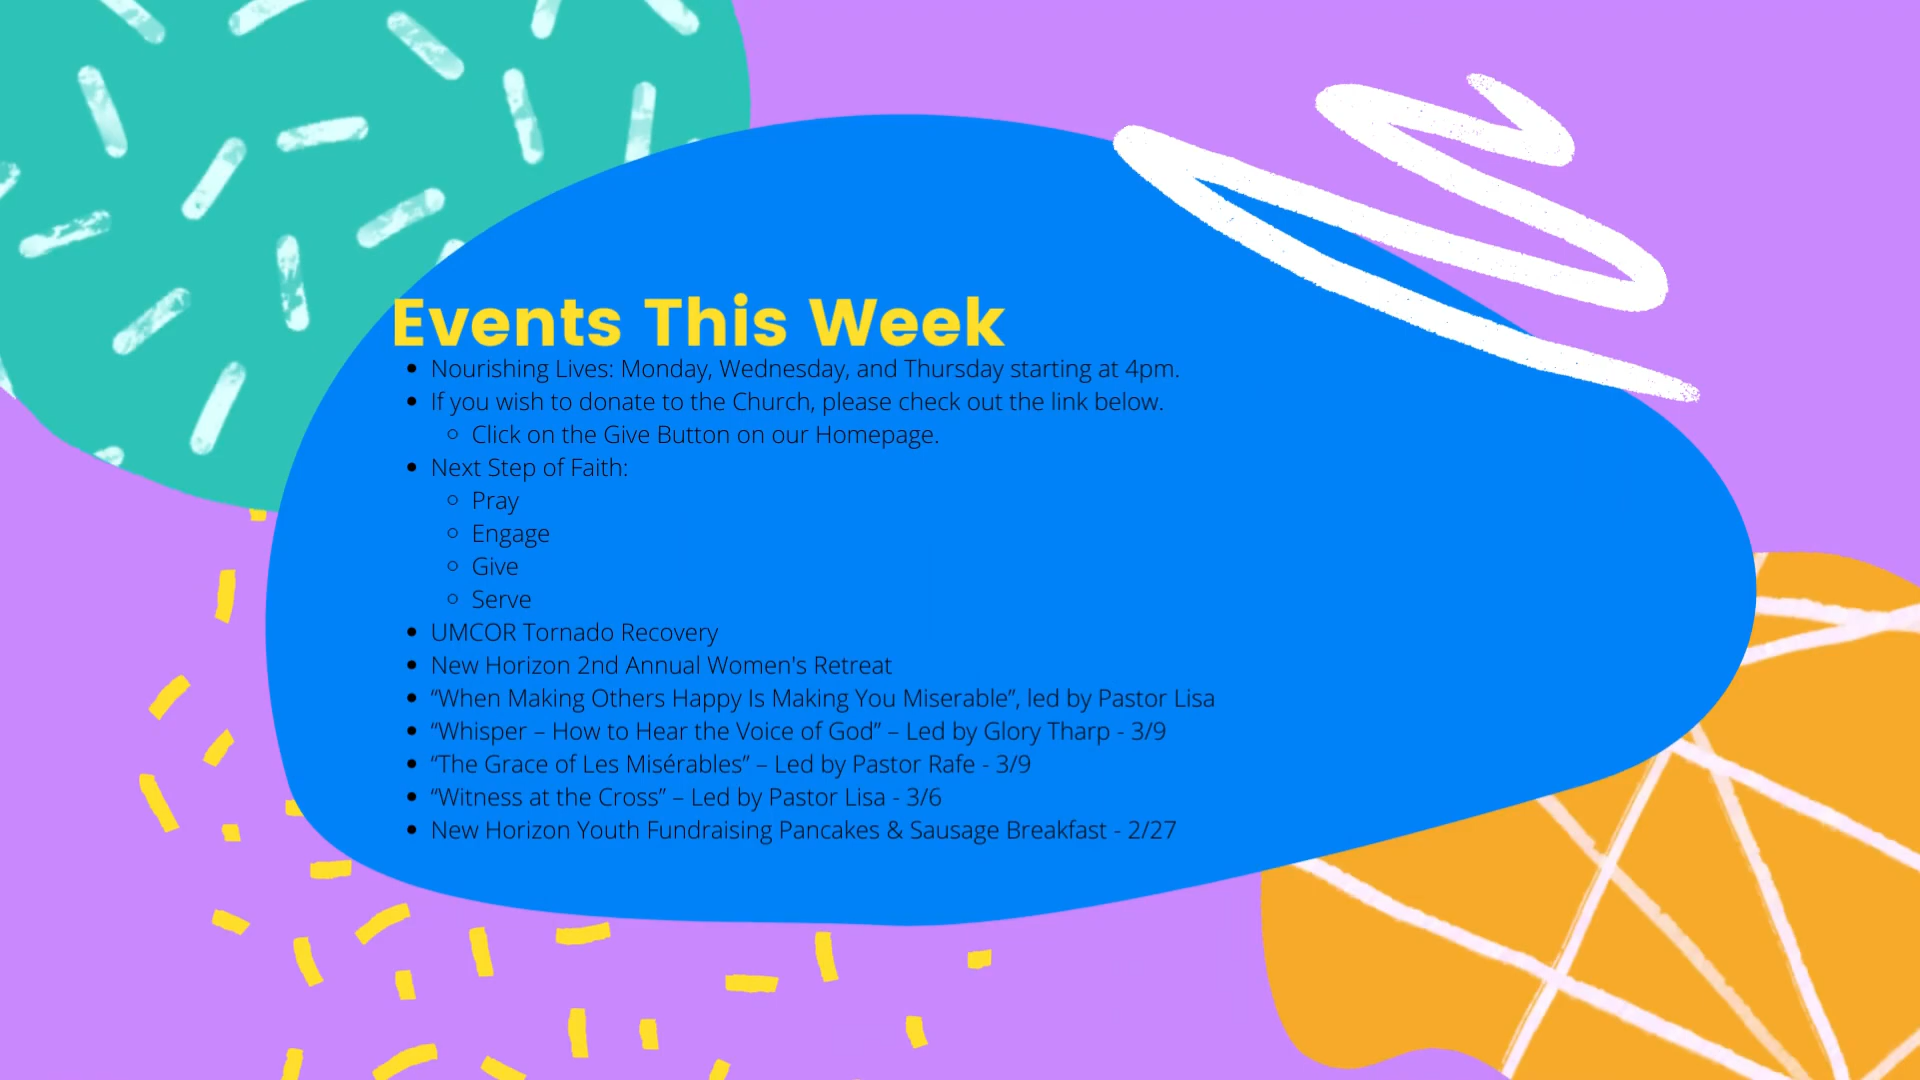 Events This Week
• Nourishing Lives: Monday, Wednesday, and Thursday starting at 4pm.
• If you wish to donate to the Church, please check out the link below.
◦ Click on the Give Button on our Homepage.
• Next Step of Faith:
◦ Pray
◦ Engage
◦ Give
◦ Serve
• UMCOR Tornado Recovery
• New Horizon 2nd Annual Women's Retreat
• “When Making Others Happy Is Making You Miserable”, led by Pastor Lisa
• “Whisper – How to Hear the Voice of God” – Led by Glory Tharp - 3/9
• “The Grace of Les Misérables” – Led by Pastor Rafe - 3/9
• “Witness at the Cross” – Led by Pastor Lisa - 3/6
• New Horizon Youth Fundraising Pancakes & Sausage Breakfast - 2/27